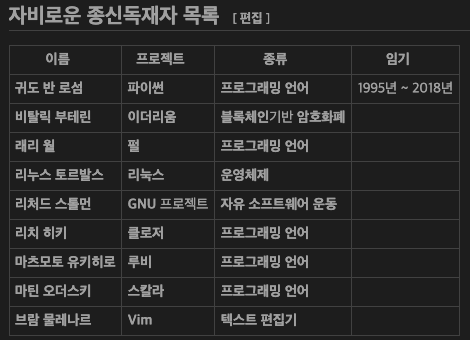 자비로운 종신독재자 목록 [편집]
이름 프로젝트 종류 임기
귀도 반 로섬 파이썬 프로그래밍 언어 1995년 ~ 2018년
비탈릭 부테린 이더리움 블록체인기반 암호화폐
래리 월 펄 프로그래밍 언어
리누스 토르발스 리눅스 운영체제
리처드 스톨먼 GNU 프로젝트 자유 소프트웨어 운동
리치 히키 클로저 프로그래밍 언어
마츠모토 유키히로 루비 프로그래밍 언어
마틴 오더스키 스칼라 프로그래밍 언어
브람 물레나르 Vim 텍스트 편집기